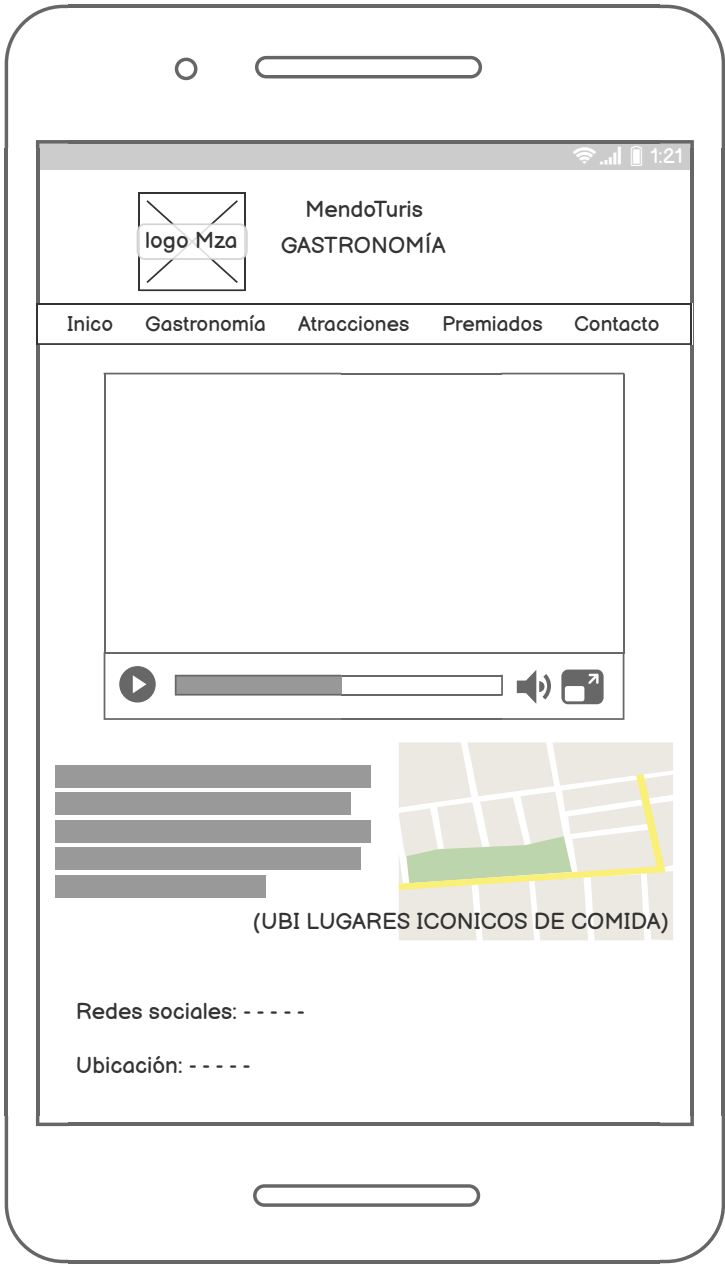 1:21
logo Mza
MendoTuris
GASTRONOMÍA
Inico Gastronomía Atracciones Premiados Contacto
(UBI LUGARES ICONICOS DE COMIDA)
Redes sociales: - - - - -
Ubicación: - - - - -